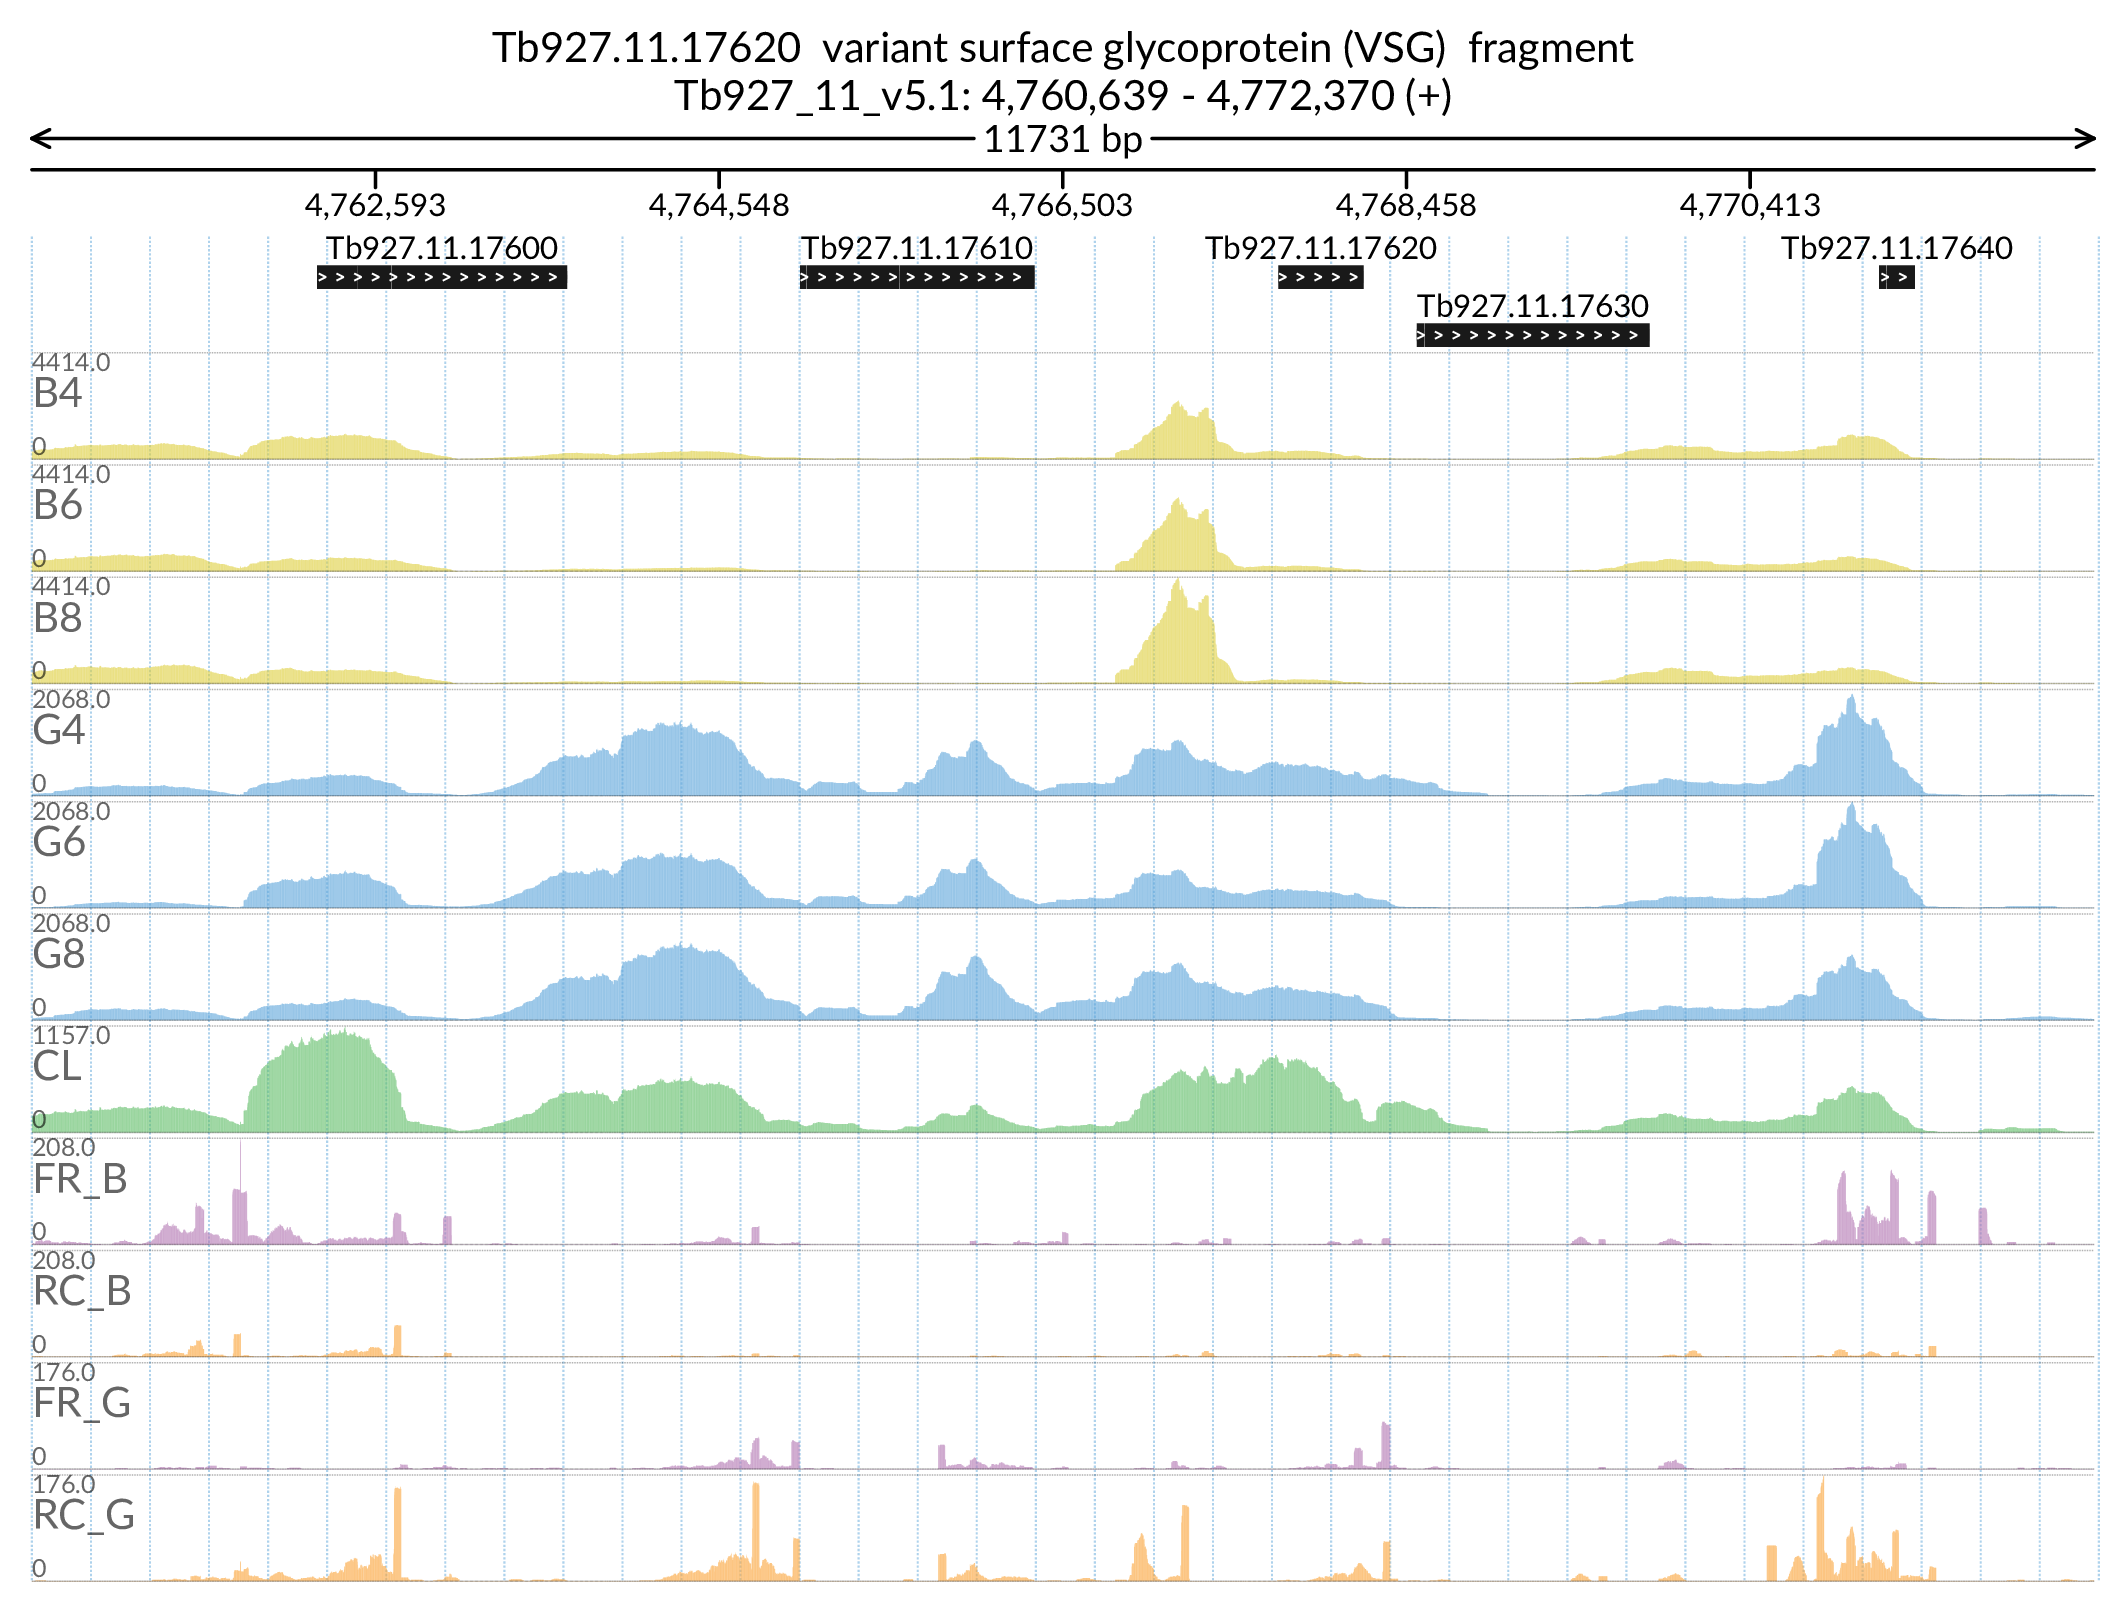 Tb927.11.17620  variant surface glycoprotein (VSG)  fragment
Tb927_11_v5.1: 4,760,639 - 4,772,370 (+)
11731 bp
4,762,593 4,764,548 4,766,503 4,768,458 4,770,413
Tb927.11.17600 Tb927.11.17610 Tb927.11.17620 Tb927.11.17640
Tb927.11.17630
4414.0
B4
0
4414.0
B6
0
4414.0
B8
0
2068.0
G4
0
2068.0
G6
0
2068.0
G8
0
1157.0
CL
0
208.0
FR_B
0
208.0
RC_B
0
176.0
FR_G
0
176.0
RC_G
0